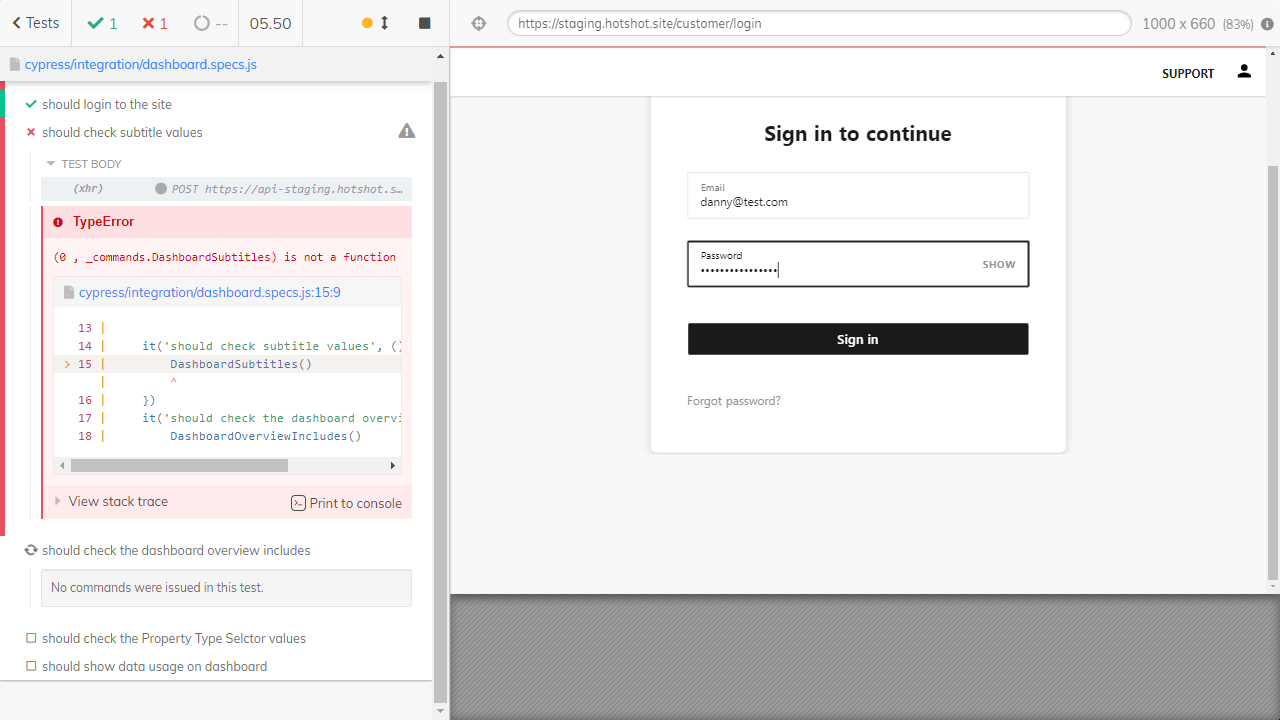 Tests
1
1
--
05.50
https://staging.hotshot.site/customer/login
1000 x 660 (83%)
cypress/integration/dashboard.specs.js
should login to the site
should check subtitle values
TEST BODY
(xhr) POST https://api-staging.hotshot.s…
TypeError
(0 , _commands.DashboardSubtitles) is not a function
cypress/integration/dashboard.specs.js:15:9
13 |
14 | it('should check subtitle values', ()
> 15 | DashboardSubtitles()
| ^
16 | })
17 | it('should check the dashboard overvi
18 | DashboardOverviewIncludes()
View stack trace
Print to console
should check the dashboard overview includes
No commands were issued in this test.
should check the Property Type Selctor values
should show data usage on dashboard
SUPPORT
Sign in to continue
Email
danny@test.com
Password
••••••••••••••••
SHOW
Sign in
Forgot password?